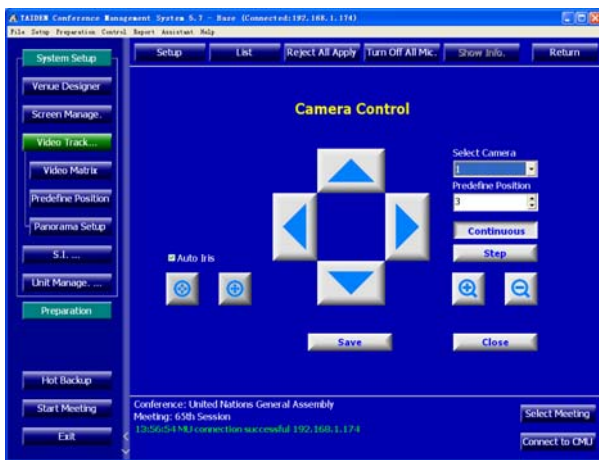 TAIDEN Conference Management System 5.7 - Base (Connected:192.168.1.174)
File Setup Preparation Control Report Assistant Help
System Setup
Setup
List
Reject All Apply
Turn Off All Mic.
Show Info.
Return
Venue Designer
Screen Manage.
Video Track...
Video Matrix
Predefine Position
Panorama Setup
S.I. ...
Unit Manage. ...
Preparation
Hot Backup
Start Meeting
Exit
Camera Control
Select Camera
1
Predefine Position
3
Continuous
Step
Auto Iris
Save
Close
Conference: United Nations General Assembly
Meeting: 65th Session
13:56:54 MU connection successful 192.168.1.174
Select Meeting
Connect to CMU